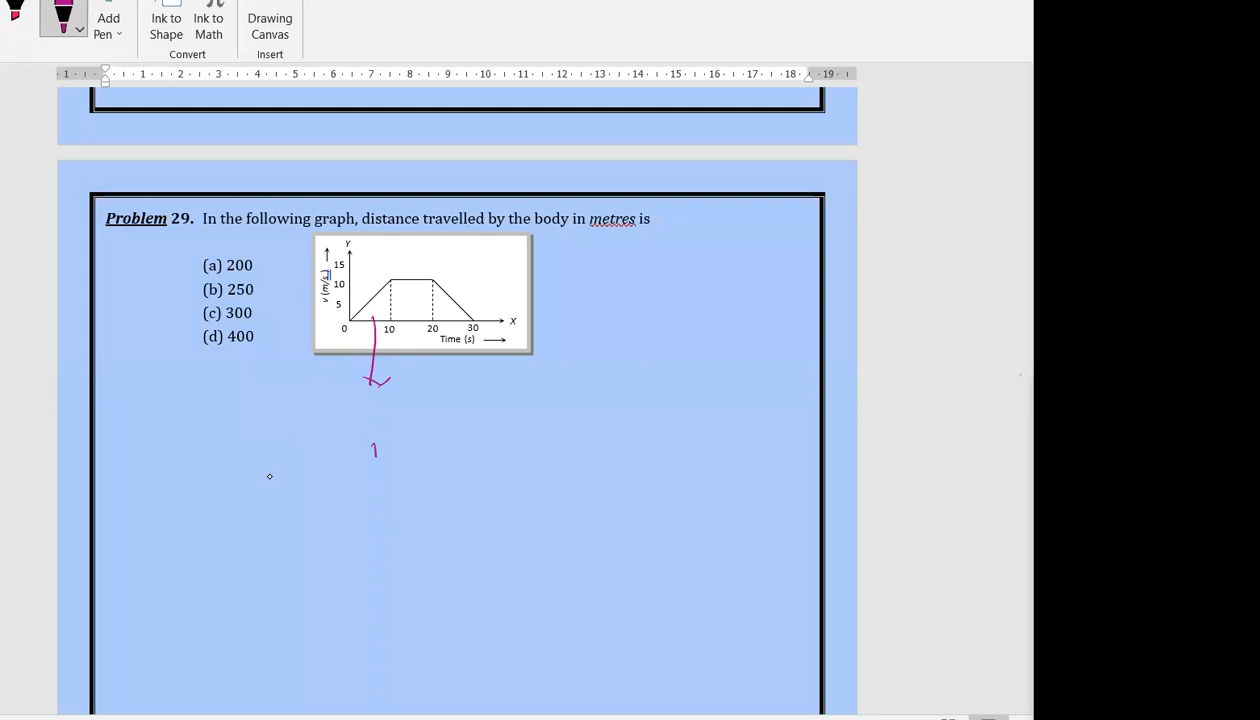 Add Pen
Ink to Shape
Ink to Math
Drawing Canvas
Convert
Insert
1 1 2 3 4 5 6 7 8 9 10 11 12 13 14 15 16 17 18 19
Problem 29. In the following graph, distance travelled by the body in metres is
(a) 200
(b) 250
(c) 300
(d) 400
Y
15
10
5
v (m/s)
0
10
20
30
X
Time (s)
1